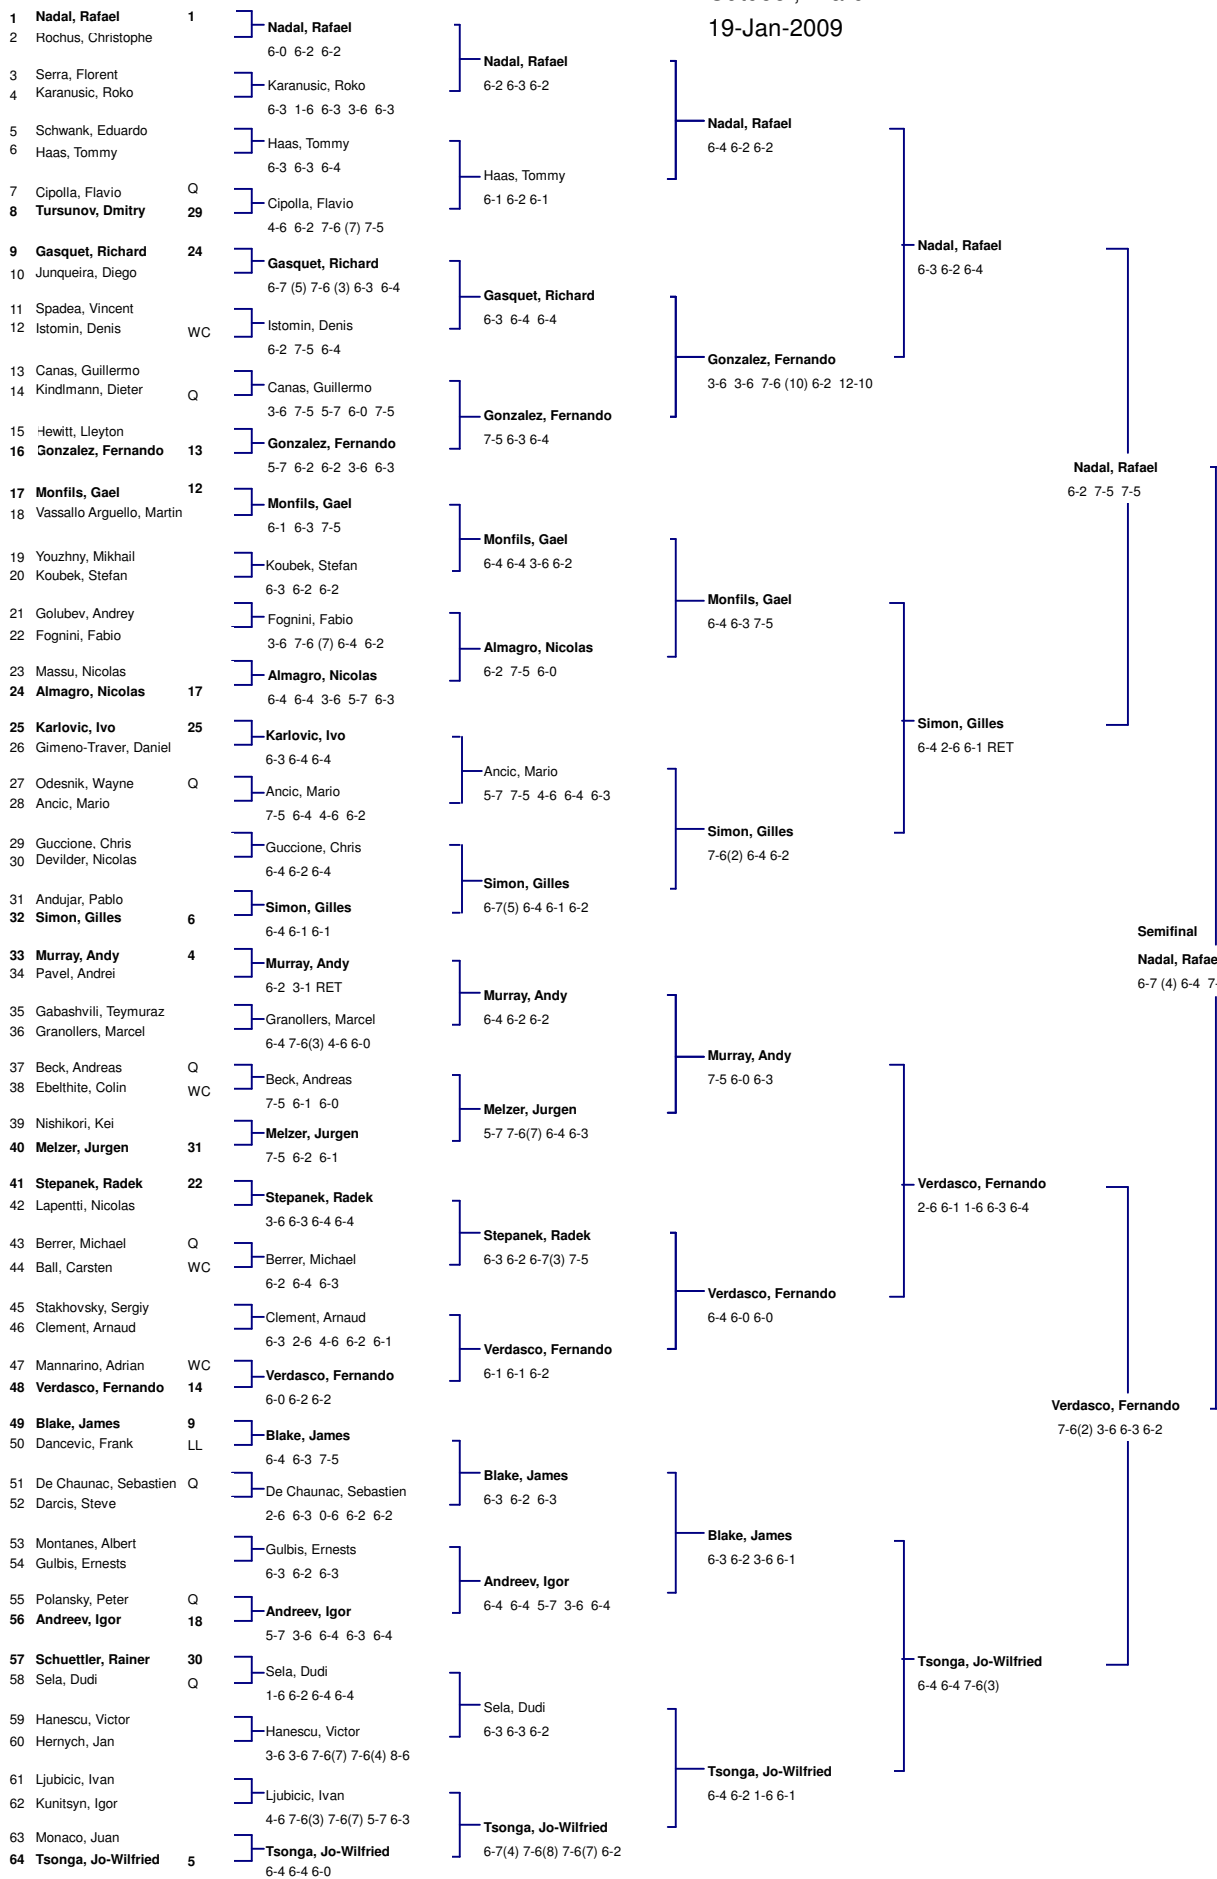 19-Jan-2009
1 Nadal, Rafael 1
2 Rochus, Christophe
3 Serra, Florent
4 Karanusic, Roko
5 Schwank, Eduardo
6 Haas, Tommy
7 Cipolla, Flavio Q
8 Tursunov, Dmitry 29
9 Gasquet, Richard 24
10 Junqueira, Diego
11 Spadea, Vincent
12 Istomin, Denis WC
13 Canas, Guillermo
14 Kindlmann, Dieter Q
15 Hewitt, Lleyton
16 Gonzalez, Fernando 13
17 Monfils, Gael 12
18 Vassallo Arguello, Martin
19 Youzhny, Mikhail
20 Koubek, Stefan
21 Golubev, Andrey
22 Fognini, Fabio
23 Massu, Nicolas
24 Almagro, Nicolas 17
25 Karlovic, Ivo 25
26 Gimeno-Traver, Daniel
27 Odesnik, Wayne Q
28 Ancic, Mario
29 Guccione, Chris
30 Devilder, Nicolas
31 Andujar, Pablo
32 Simon, Gilles 6
33 Murray, Andy 4
34 Pavel, Andrei
35 Gabashvili, Teymuraz
36 Granollers, Marcel
37 Beck, Andreas Q
38 Ebelthite, Colin WC
39 Nishikori, Kei
40 Melzer, Jurgen 31
41 Stepanek, Radek 22
42 Lapentti, Nicolas
43 Berrer, Michael Q
44 Ball, Carsten WC
45 Stakhovsky, Sergiy
46 Clement, Arnaud
47 Mannarino, Adrian WC
48 Verdasco, Fernando 14
49 Blake, James 9
50 Dancevic, Frank LL
51 De Chaunac, Sebastien Q
52 Darcis, Steve
53 Montanes, Albert
54 Gulbis, Ernests
55 Polansky, Peter Q
56 Andreev, Igor 18
57 Schuettler, Rainer 30
58 Sela, Dudi Q
59 Hanescu, Victor
60 Hernych, Jan
61 Ljubicic, Ivan
62 Kunitsyn, Igor
63 Monaco, Juan
64 Tsonga, Jo-Wilfried 5
Nadal, Rafael
6-0 6-2 6-2
Karanusic, Roko
6-3 1-6 6-3 3-6 6-3
Haas, Tommy
6-3 6-3 6-4
Cipolla, Flavio
4-6 6-2 7-6 (7) 7-5
Gasquet, Richard
6-7 (5) 7-6 (3) 6-3 6-4
Istomin, Denis
6-2 7-5 6-4
Canas, Guillermo
3-6 7-5 5-7 6-0 7-5
Gonzalez, Fernando
5-7 6-2 6-2 3-6 6-3
Monfils, Gael
6-1 6-3 7-5
Koubek, Stefan
6-3 6-2 6-2
Fognini, Fabio
3-6 7-6 (7) 6-4 6-2
Almagro, Nicolas
6-4 6-4 3-6 5-7 6-3
Karlovic, Ivo
6-3 6-4 6-4
Ancic, Mario
7-5 6-4 4-6 6-2
Guccione, Chris
6-4 6-2 6-4
Simon, Gilles
6-4 6-1 6-1
Murray, Andy
6-2 3-1 RET
Granollers, Marcel
6-4 7-6(3) 4-6 6-0
Beck, Andreas
7-5 6-1 6-0
Melzer, Jurgen
7-5 6-2 6-1
Stepanek, Radek
3-6 6-3 6-4 6-4
Berrer, Michael
6-2 6-4 6-3
Clement, Arnaud
6-3 2-6 4-6 6-2 6-1
Verdasco, Fernando
6-0 6-2 6-2
Blake, James
6-4 6-3 7-5
De Chaunac, Sebastien
2-6 6-3 0-6 6-2 6-2
Gulbis, Ernests
6-3 6-2 6-3
Andreev, Igor
5-7 3-6 6-4 6-3 6-4
Sela, Dudi
1-6 6-2 6-4 6-4
Hanescu, Victor
3-6 3-6 7-6(7) 7-6(4) 8-6
Ljubicic, Ivan
4-6 7-6(3) 7-6(7) 5-7 6-3
Tsonga, Jo-Wilfried
6-4 6-4 6-0
Nadal, Rafael
6-2 6-3 6-2
Haas, Tommy
6-1 6-2 6-1
Gasquet, Richard
6-3 6-4 6-4
Gonzalez, Fernando
7-5 6-3 6-4
Monfils, Gael
6-4 6-4 3-6 6-2
Almagro, Nicolas
6-2 7-5 6-0
Ancic, Mario
5-7 7-5 4-6 6-4 6-3
Simon, Gilles
6-7(5) 6-4 6-1 6-2
Murray, Andy
6-4 6-2 6-2
Melzer, Jurgen
5-7 7-6(7) 6-4 6-3
Stepanek, Radek
6-3 6-2 6-7(3) 7-5
Verdasco, Fernando
6-1 6-1 6-2
Blake, James
6-3 6-2 6-3
Andreev, Igor
6-4 6-4 5-7 3-6 6-4
Sela, Dudi
6-3 6-3 6-2
Tsonga, Jo-Wilfried
6-7(4) 7-6(8) 7-6(7) 6-2
Nadal, Rafael
6-4 6-2 6-2
Gonzalez, Fernando
3-6 3-6 7-6 (10) 6-2 12-10
Monfils, Gael
6-4 6-3 7-5
Simon, Gilles
7-6(2) 6-4 6-2
Murray, Andy
7-5 6-0 6-3
Verdasco, Fernando
6-4 6-0 6-0
Blake, James
6-3 6-2 3-6 6-1
Tsonga, Jo-Wilfried
6-4 6-2 1-6 6-1
Nadal, Rafael
6-3 6-2 6-4
Simon, Gilles
6-4 2-6 6-1 RET
Verdasco, Fernando
2-6 6-1 1-6 6-3 6-4
Tsonga, Jo-Wilfried
6-4 6-4 7-6(3)
Nadal, Rafael
6-2 7-5 7-5
Verdasco, Fernando
7-6(2) 3-6 6-3 6-2
Semifinal
Nadal, Rafae
6-7 (4) 6-4 7-